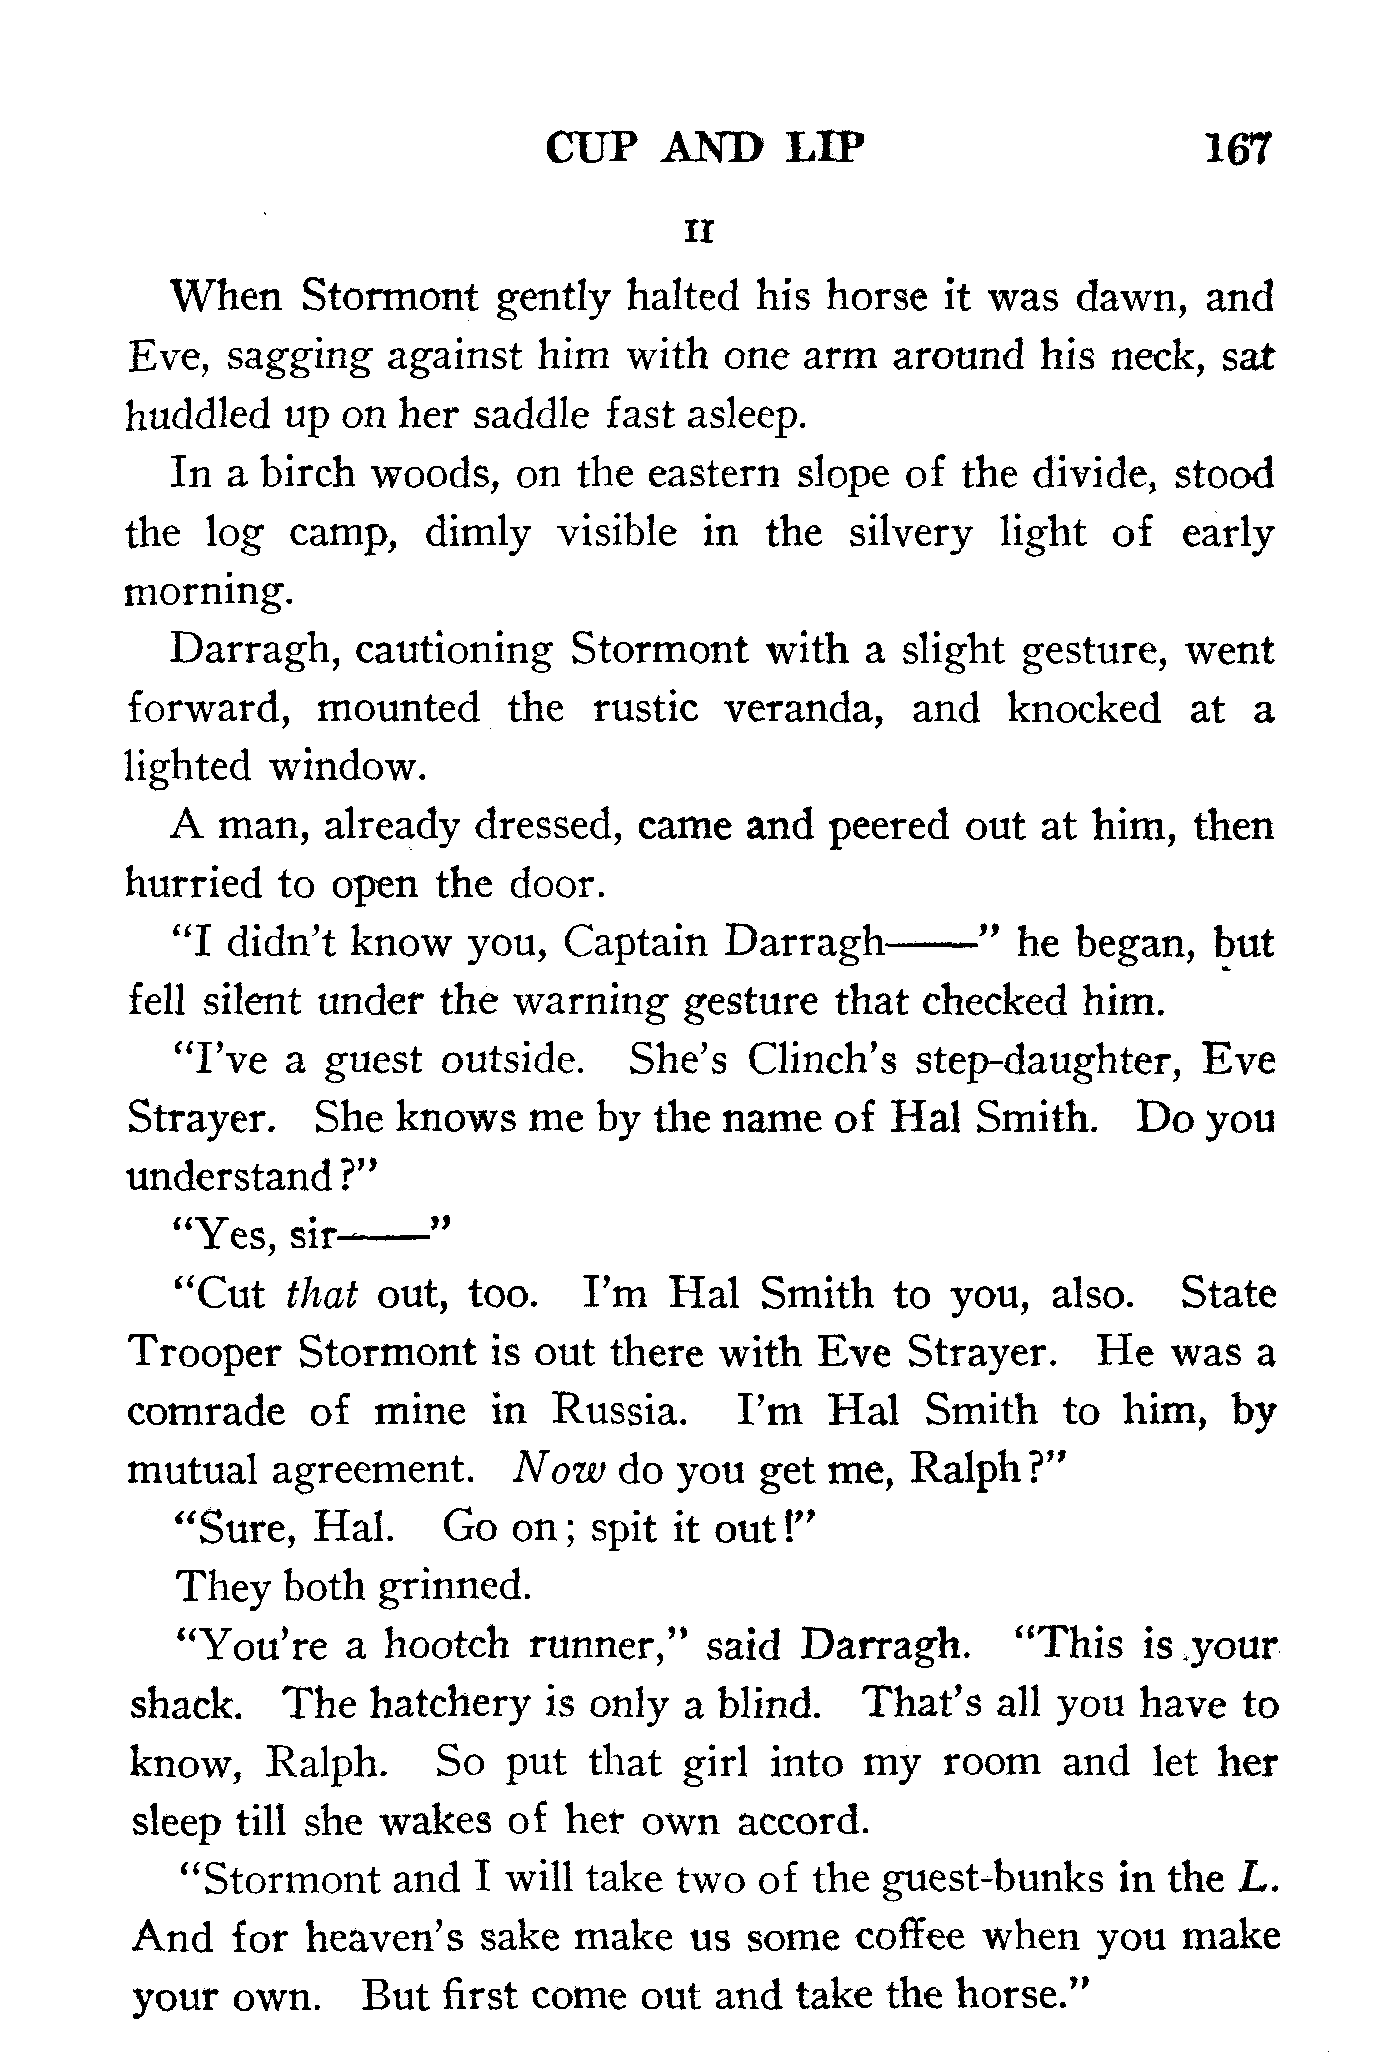 CUP AND LIP 167
II
When Stormont gently halted his horse it was dawn, and
Eve, sagging against him with one arm around his neck, sat
huddled up on her saddle fast asleep.
In a birch woods, on the eastern slope of the divide, stood
the log camp, dimly visible in the silvery light of early
morning.
Darragh, cautioning Stormont with a slight gesture, went
forward, mounted the rustic veranda, and knocked at a
lighted window.
A man, already dressed, came and peered out at him, then
hurried to open the door.
"I didn't know you, Captain Darragh——" he began, but
fell silent under the warning gesture that checked him.
"I've a guest outside. She's Clinch's step-daughter, Eve
Strayer. She knows me by the name of Hal Smith. Do you
understand?"
"Yes, sir——"
"Cut that out, too. I'm Hal Smith to you, also. State
Trooper Stormont is out there with Eve Strayer. He was a
comrade of mine in Russia. I'm Hal Smith to him, by
mutual agreement. Now do you get me, Ralph?"
"Sure, Hal. Go on; spit it out!"
They both grinned.
"You're a hootch runner," said Darragh. "This is your
shack. The hatchery is only a blind. That's all you have to
know, Ralph. So put that girl into my room and let her
sleep till she wakes of her own accord.
"Stormont and I will take two of the guest-bunks in the L.
And for heaven's sake make us some coffee when you make
your own. But first come out and take the horse."